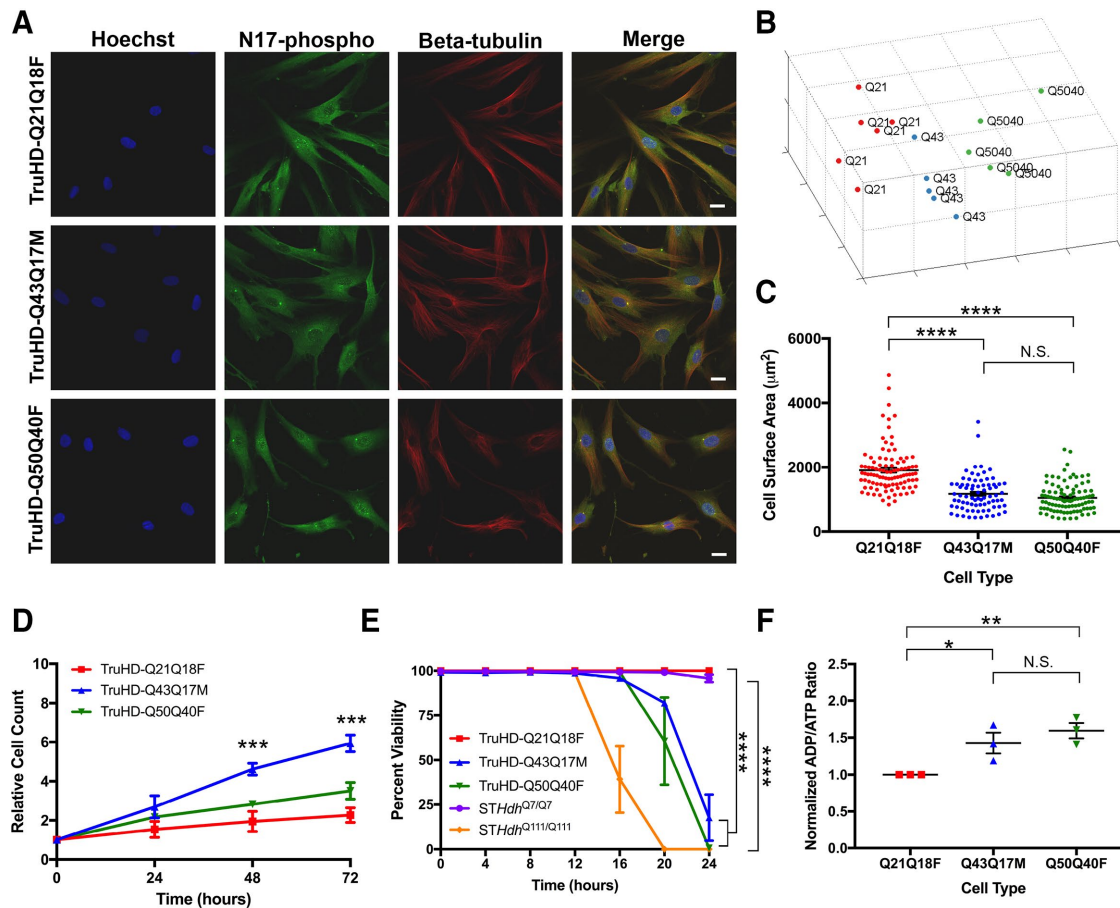 A
Hoechst
N17-phospho
Beta-tubulin
Merge
TruHD-Q21Q18F
TruHD-Q43Q17M
TruHD-Q50Q40F
B
Q21
Q5040
Q21
Q21
Q21
Q43
Q5040
Q5040
Q21
Q5040
Q5040
Q21
Q43
Q43
Q43
Q43
C
****
****
N.S.
6000
4000
2000
0
Cell Surface Area (μm²)
Q21Q18F
Q43Q17M
Q50Q40F
Cell Type
D
10
8
6
4
2
0
Relative Cell Count
TruHD-Q21Q18F
TruHD-Q43Q17M
TruHD-Q50Q40F
***
***
0
24
48
72
Time (hours)
E
100
75
50
25
0
Percent Viability
TruHD-Q21Q18F
TruHD-Q43Q17M
TruHD-Q50Q40F
STHdh^Q7/Q7
STHdh^Q111/Q111
****
****
0
4
8
12
16
20
24
Time (hours)
F
**
*
N.S.
2.5
2.0
1.5
1.0
0.5
0.0
Normalized ADP/ATP Ratio
Q21Q18F
Q43Q17M
Q50Q40F
Cell Type